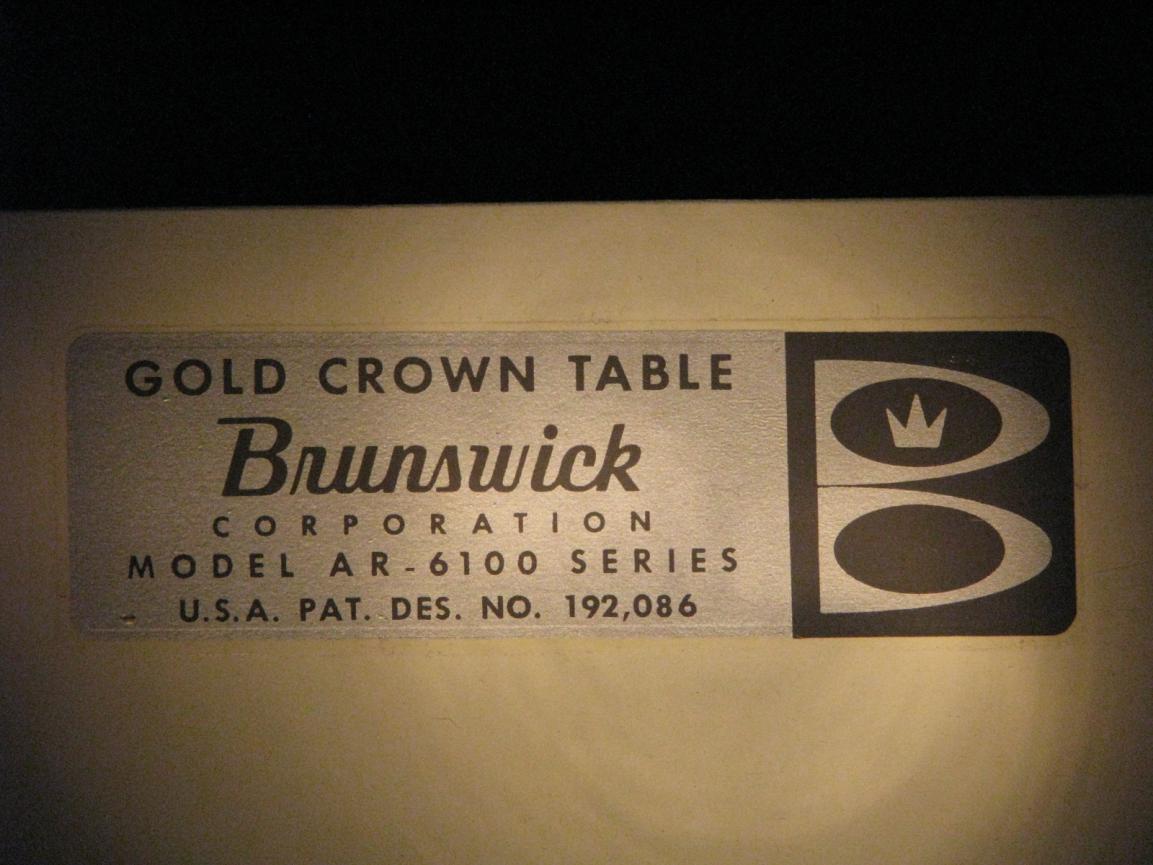 GOLD CROWN TABLE
Brunswick
CORPORATION
MODEL AR-6100 SERIES
U.S.A. PAT. DES. NO. 192,086